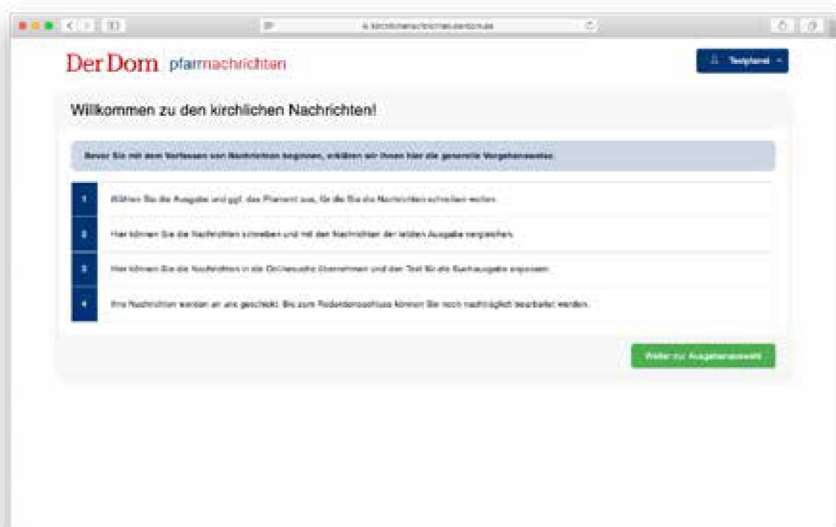 Der Dom pfarrnachrichten
Testpfarrei
Willkommen zu den kirchlichen Nachrichten!
Bevor Sie mit dem Verfassen von Nachrichten beginnen, erklären wir Ihnen hier die generelle Vorgehensweise.
1 Wählen Sie die Ausgabe und ggf. das Pfarramt aus, für die Sie die Nachrichten schreiben wollen.
2 Hier können Sie die Nachrichten schreiben und mit den Nachrichten der letzten Ausgabe vergleichen.
3 Hier können Sie die Nachrichten in die Onlinesuche übernehmen und den Text für die Suchausgabe anpassen.
4 Ihre Nachrichten werden an uns geschickt. Bis zum Redaktionsschluss können Sie noch nachträglich bearbeitet werden.
Weiter zur Ausgabenauswahl